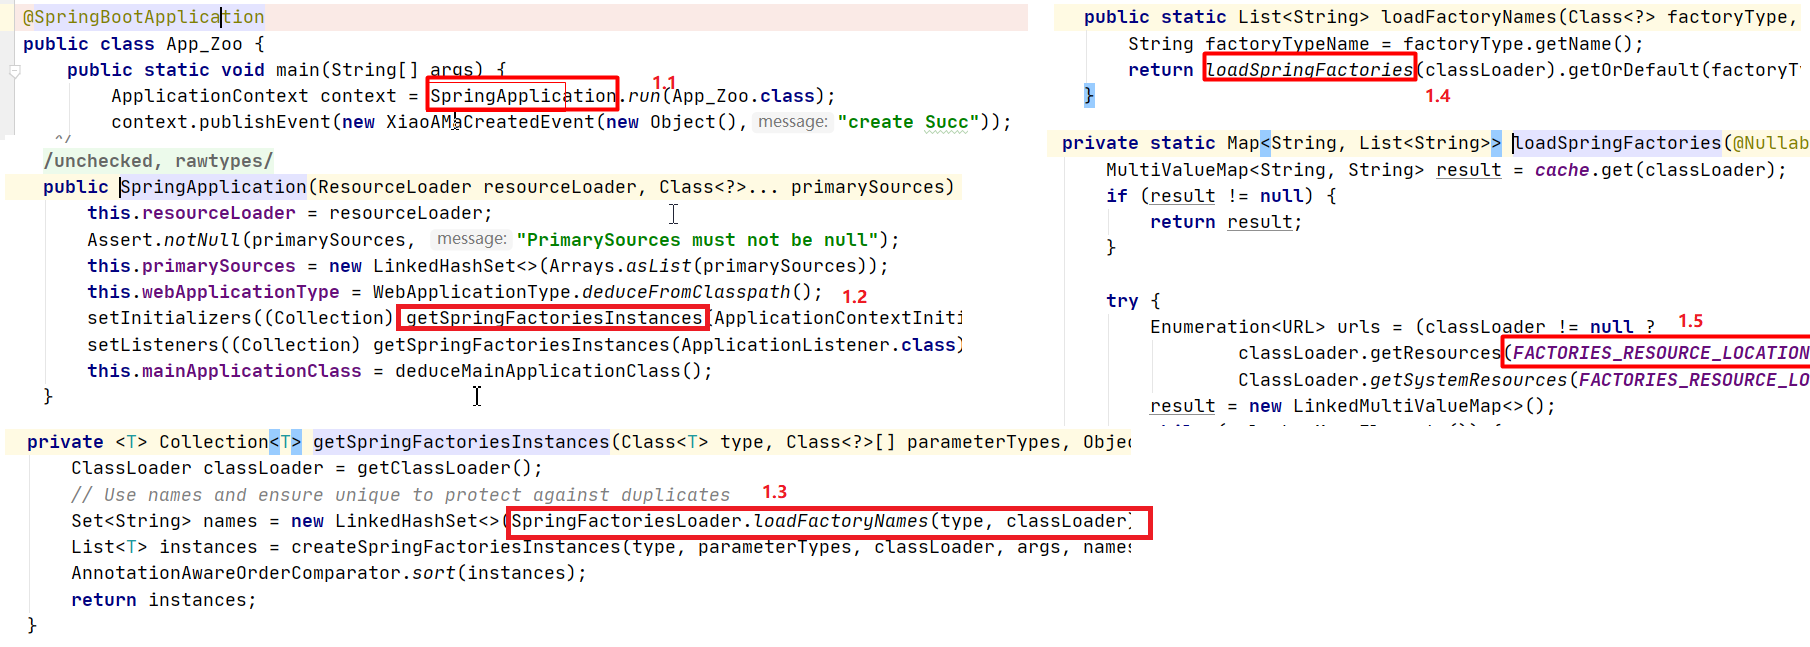 @SpringBootApplication
public class App_Zoo {
public static void main(String[] args) {
1.1
ApplicationContext context = SpringApplication.run(App_Zoo.class);
context.publishEvent(new XiaoAMaCreatedEvent(new Object(), message: "create Succ"));
/unchecked, rawtypes/
public SpringApplication(ResourceLoader resourceLoader, Class<?>... primarySources)
this.resourceLoader = resourceLoader;
Assert.notNull(primarySources, message: "PrimarySources must not be null");
this.primarySources = new LinkedHashSet<>(Arrays.asList(primarySources));
this.webApplicationType = WebApplicationType.deduceFromClasspath();
1.2
setInitializers((Collection) getSpringFactoriesInstances(ApplicationContextIniti
setListeners((Collection) getSpringFactoriesInstances(ApplicationListener.class)
this.mainApplicationClass = deduceMainApplicationClass();
}
private <T> Collection<T> getSpringFactoriesInstances(Class<T> type, Class<?>[] parameterTypes, Objec
ClassLoader classLoader = getClassLoader();
// Use names and ensure unique to protect against duplicates
1.3
Set<String> names = new LinkedHashSet<>(SpringFactoriesLoader.loadFactoryNames(type, classLoader)
List<T> instances = createSpringFactoriesInstances(type, parameterTypes, classLoader, args, names
AnnotationAwareOrderComparator.sort(instances);
return instances;
}
public static List<String> loadFactoryNames(Class<?> factoryType,
String factoryTypeName = factoryType.getName();
return loadSpringFactories(classLoader).getOrDefault(factoryT
}
1.4
private static Map<String, List<String>> loadSpringFactories(@Nullab
MultiValueMap<String, String> result = cache.get(classLoader);
if (result != null) {
return result;
}
try {
1.5
Enumeration<URL> urls = (classLoader != null ?
classLoader.getResources(FACTORIES_RESOURCE_LOCATION
ClassLoader.getSystemResources(FACTORIES_RESOURCE_LO
result = new LinkedMultiValueMap<>();